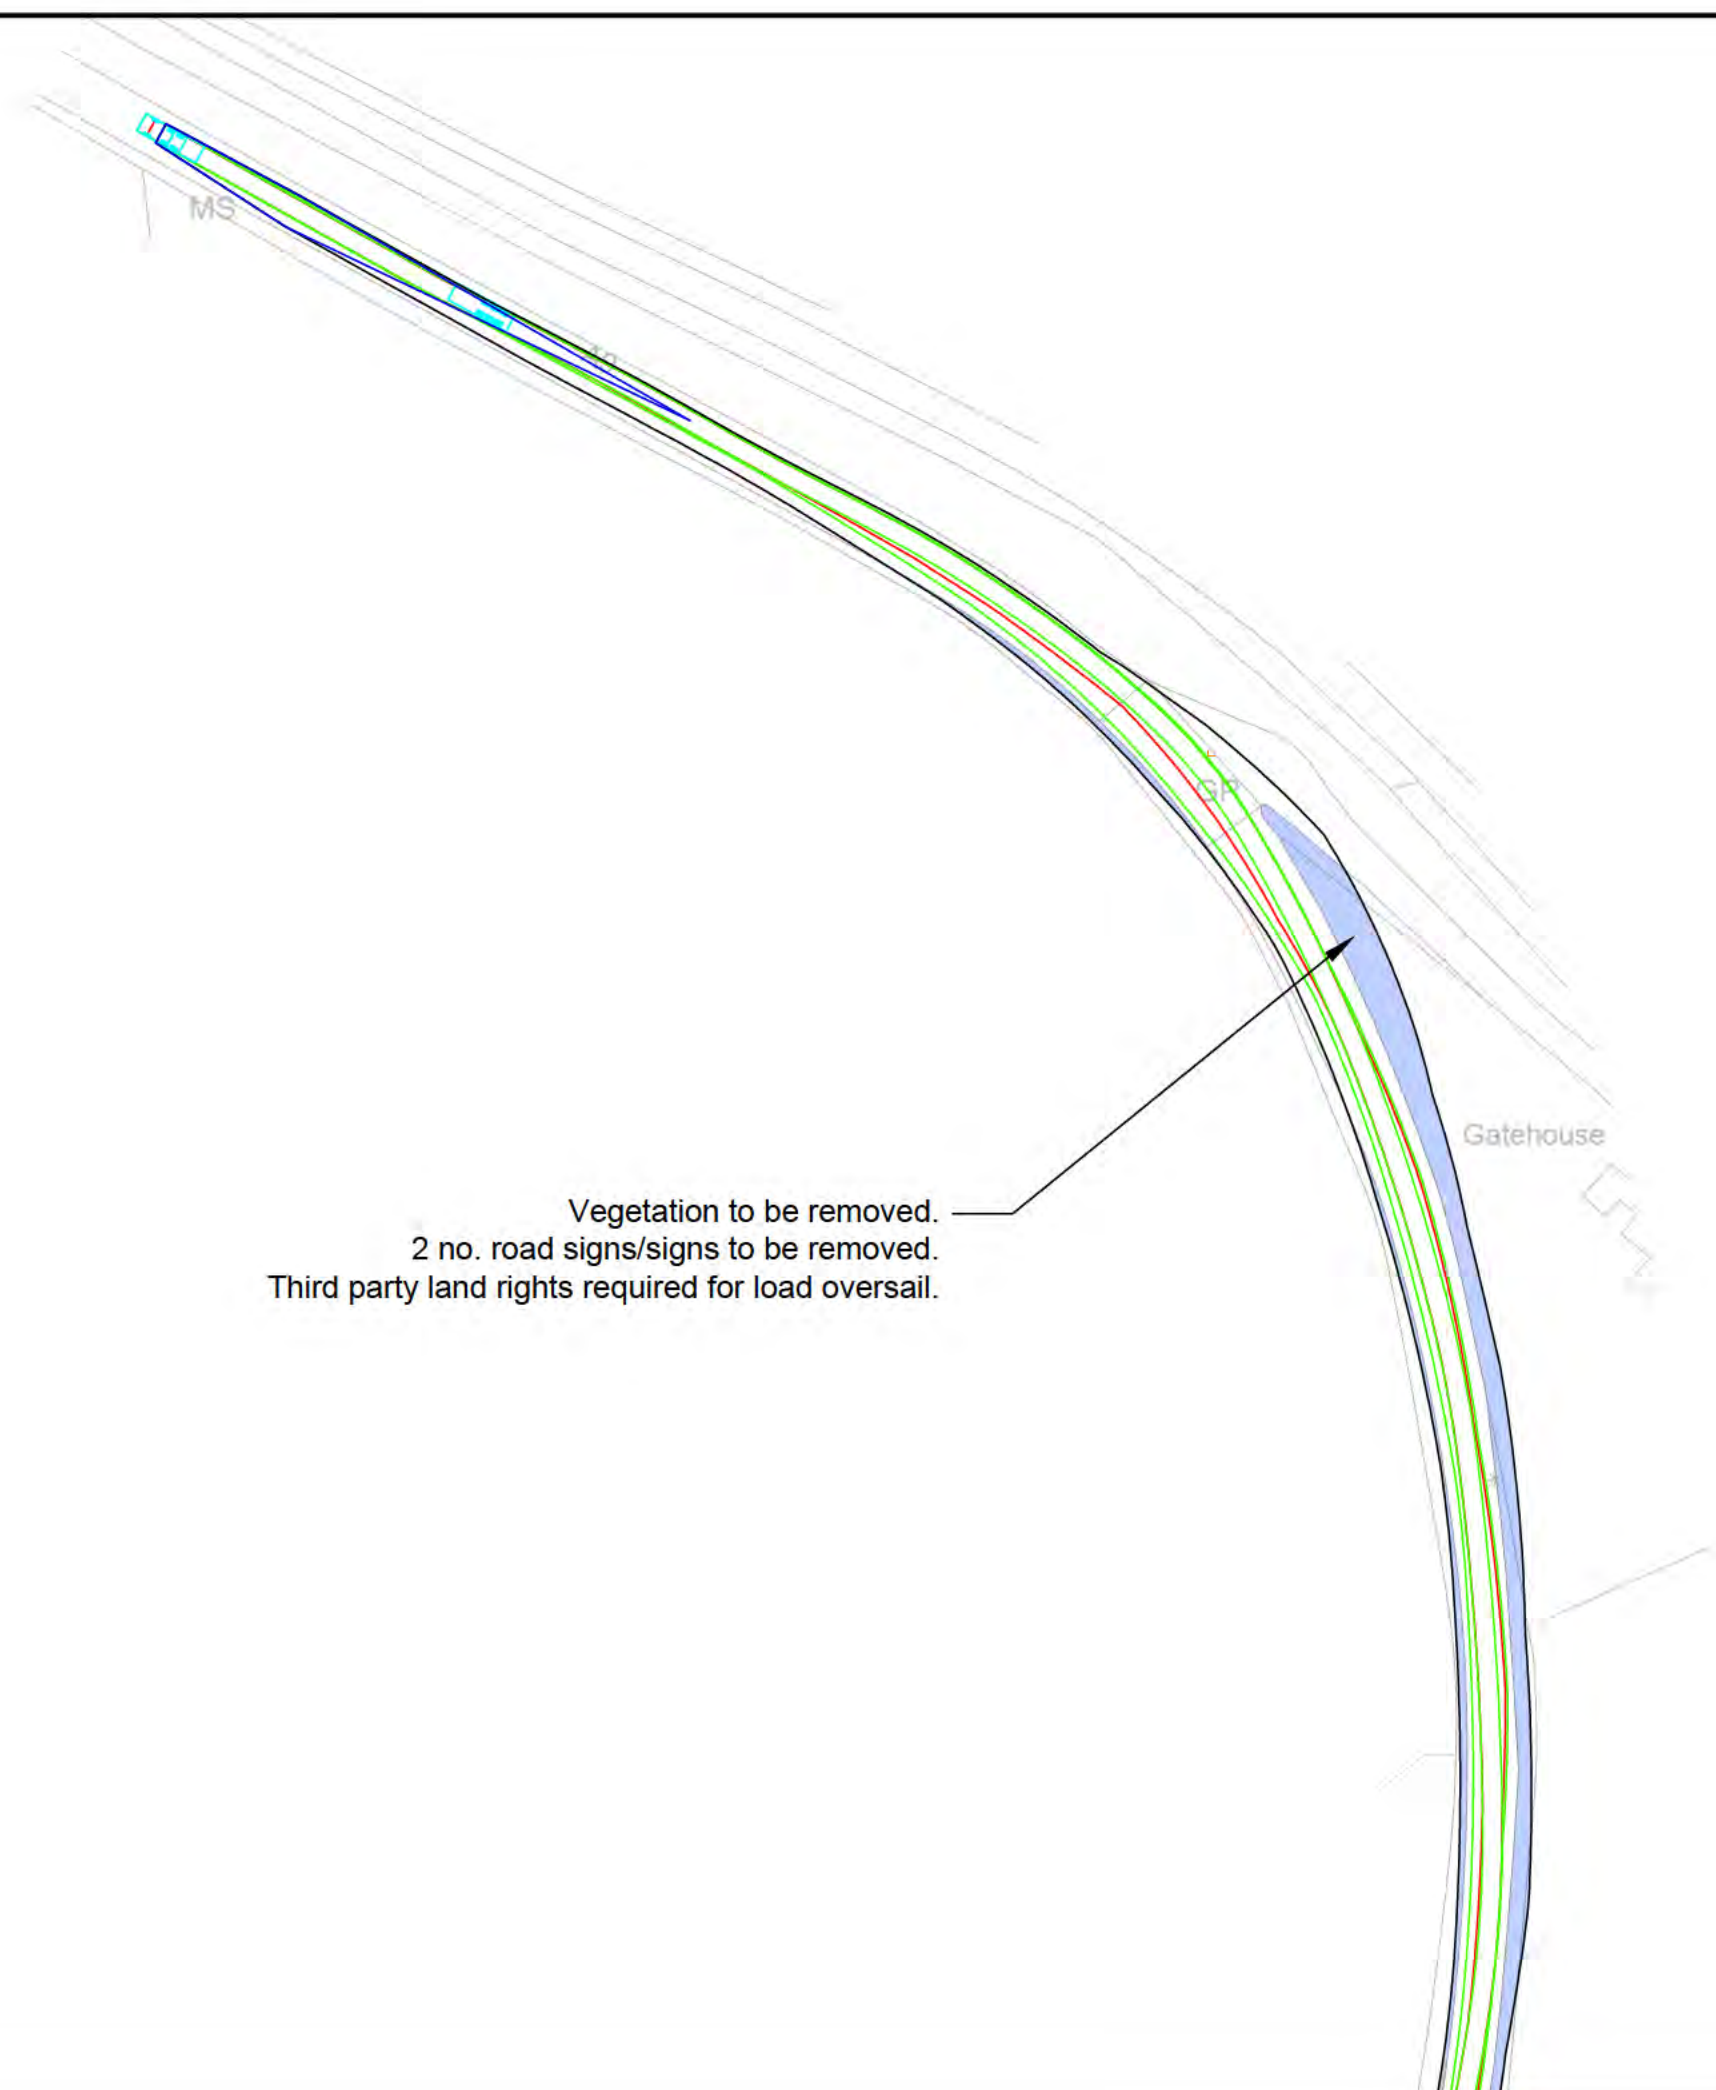 MS
GP
Gatehouse
Vegetation to be removed.
2 no. road signs/signs to be removed.
Third party land rights required for load oversail.